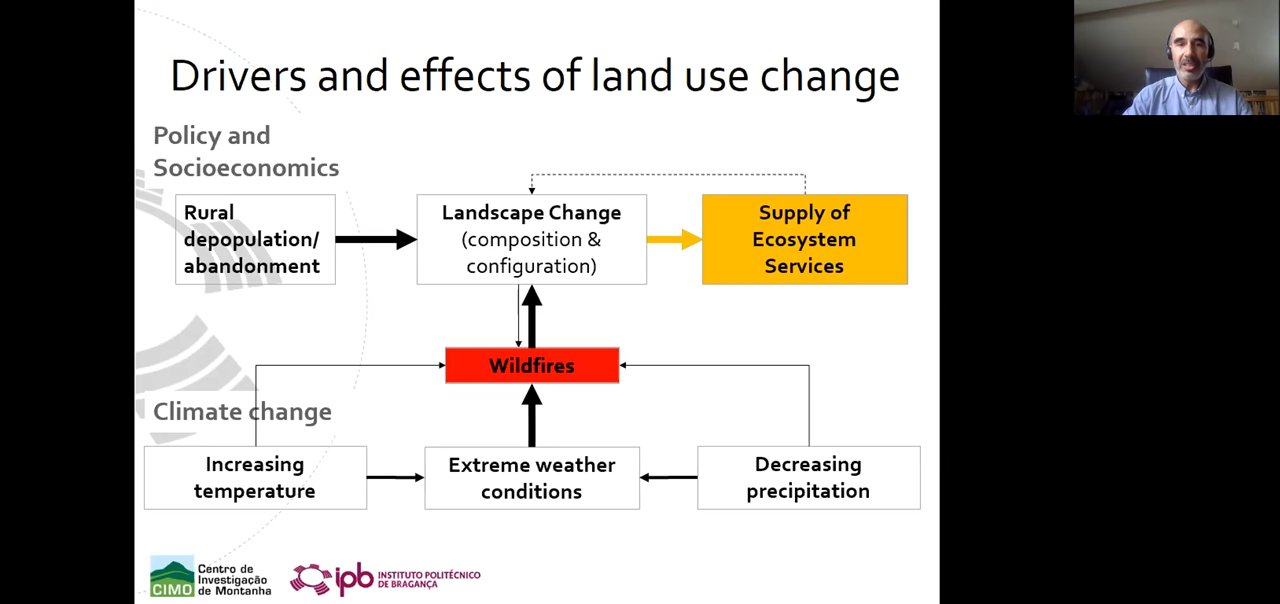 Drivers and effects of land use change
Policy and
Socioeconomics
Rural
depopulation/
abandonment
Landscape Change
(composition &
configuration)
Supply of
Ecosystem
Services
Wildfires
Climate change
Increasing
temperature
Extreme weather
conditions
Decreasing
precipitation
CIMO
Centro de
Investigação
de Montanha
ipb
INSTITUTO POLITÉCNICO
DE BRAGANÇA